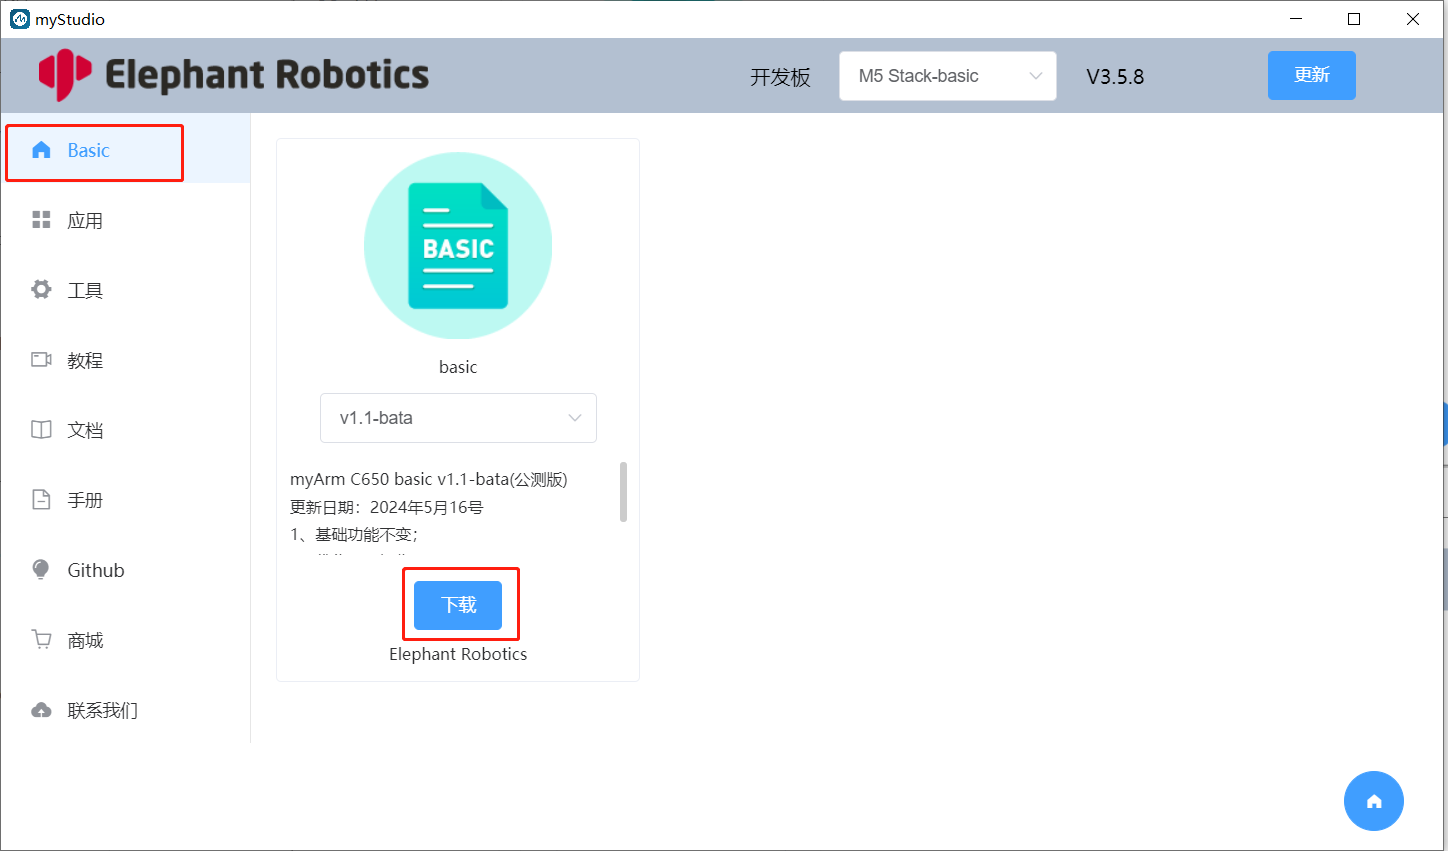 myStudio
Elephant Robotics
开发板
M5 Stack-basic
V3.5.8
更新
Basic
应用
工具
教程
文档
手册
Github
商城
联系我们
BASIC
basic
v1.1-bata
myArm C650 basic v1.1-bata(公测版)
更新日期：2024年5月16号
1、基础功能不变；
下载
Elephant Robotics